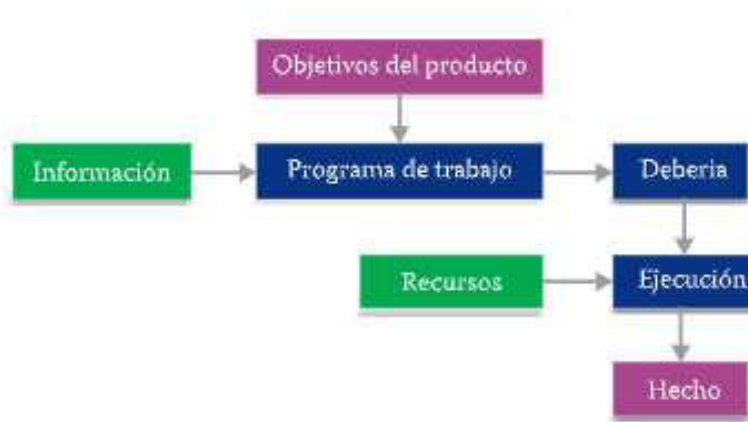 Objetivos del producto
Información
Programa de trabajo
Deberia
Recursos
Ejecución
Hecho